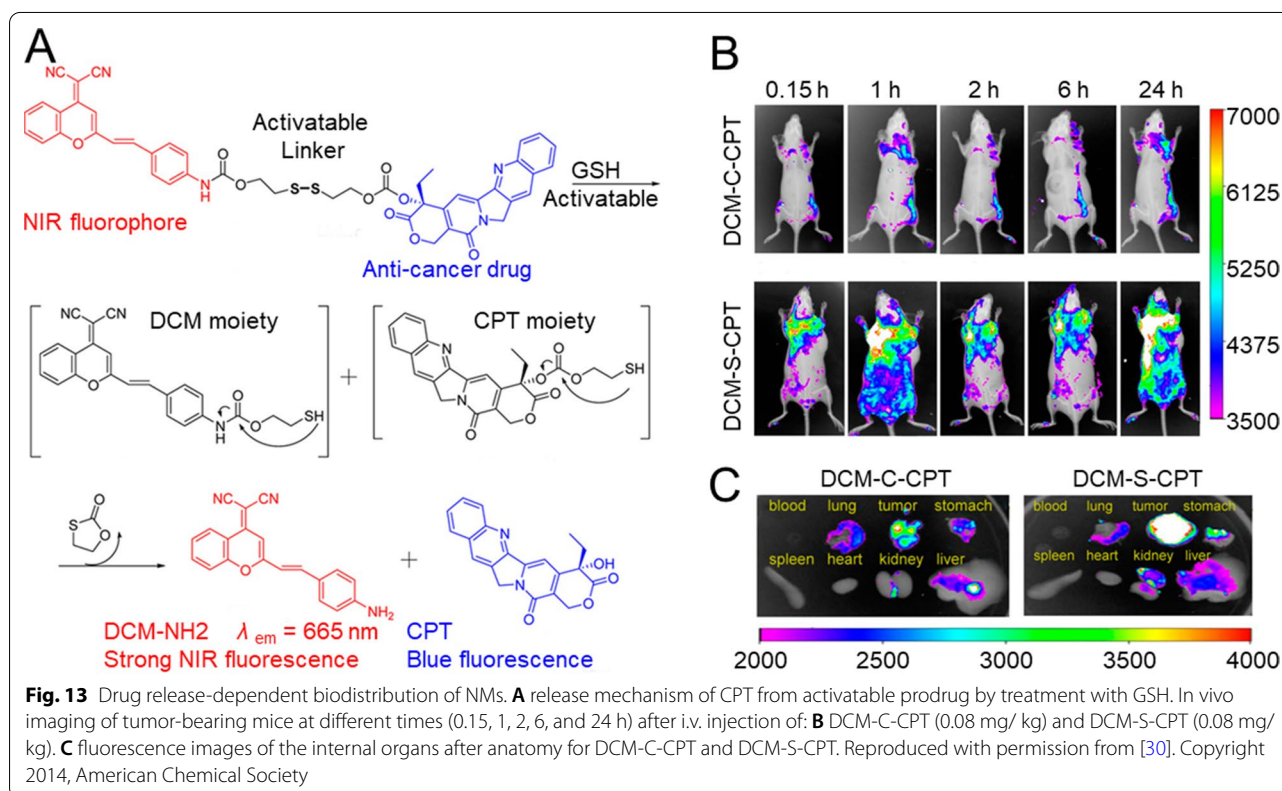 A
NC CN
O
Activatable
Linker
N
H
O
O
S-S
O
O
O
O
O
N
N
O
GSH
Activatable
NIR fluorophore
Anti-cancer drug
NC CN
DCM moiety
O
N
H
O
O
SH
+
CPT moiety
N
N
O
O
O
O
O
O
SH
O
S
O
NC CN
O
NH2
+
N
N
O
OH
O
O
DCM-NH2 λ em = 665 nm
Strong NIR fluorescence
CPT
Blue fluorescence
B
0.15 h 1 h 2 h 6 h 24 h
DCM-C-CPT
DCM-S-CPT
7000
6125
5250
4375
3500
C
DCM-C-CPT DCM-S-CPT
blood lung tumor stomach
spleen heart kidney liver
blood lung tumor stomach
spleen heart kidney liver
2000 2500 3000 3500 4000
Fig. 13 Drug release-dependent biodistribution of NMs. A release mechanism of CPT from activatable prodrug by treatment with GSH. In vivo
imaging of tumor-bearing mice at different times (0.15, 1, 2, 6, and 24 h) after i.v. injection of: B DCM-C-CPT (0.08 mg/ kg) and DCM-S-CPT (0.08 mg/
kg). C fluorescence images of the internal organs after anatomy for DCM-C-CPT and DCM-S-CPT. Reproduced with permission from [30]. Copyright
2014, American Chemical Society